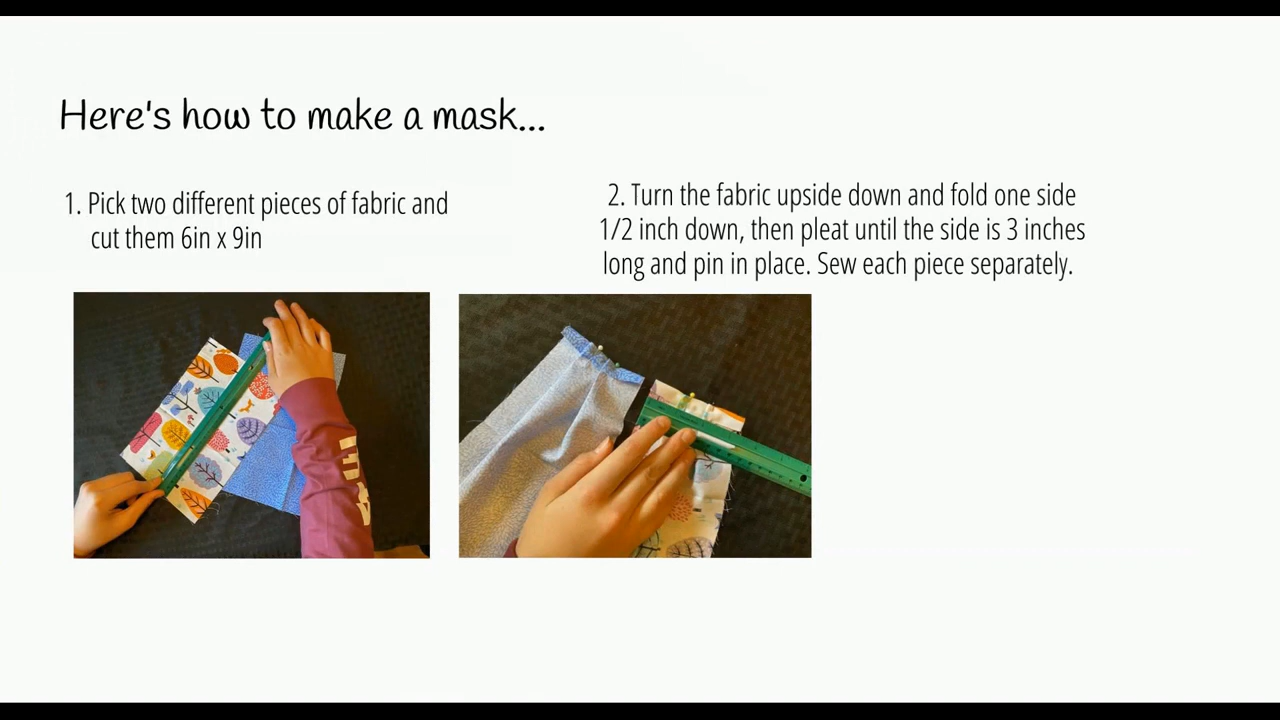 Here's how to make a mask...
1. Pick two different pieces of fabric and
cut them 6in x 9in
2. Turn the fabric upside down and fold one side
1/2 inch down, then pleat until the side is 3 inches
long and pin in place. Sew each piece separately.